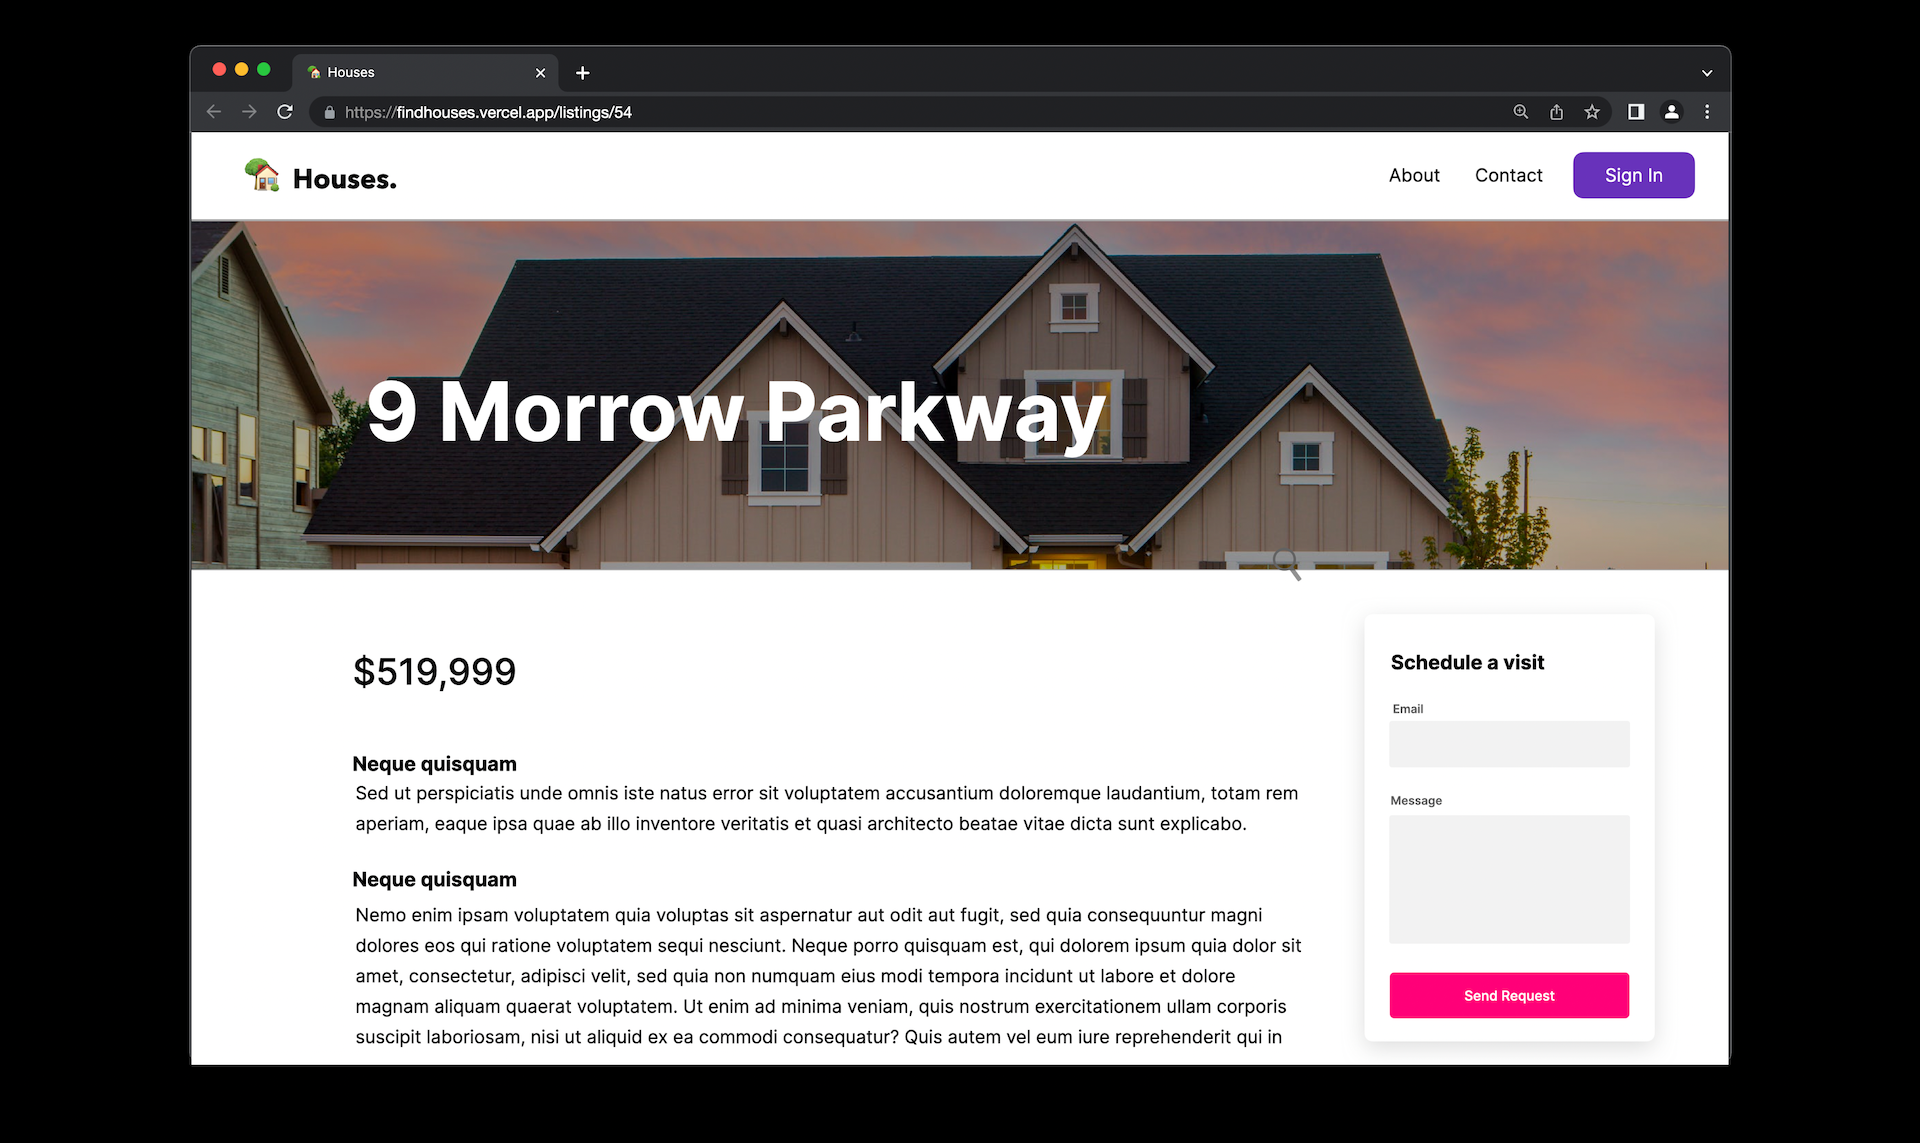 Houses
https://findhouses.vercel.app/listings/54
Houses.
About
Contact
Sign In
9 Morrow Parkway
$519,999
Neque quisquam
Sed ut perspiciatis unde omnis iste natus error sit voluptatem accusantium doloremque laudantium, totam rem
aperiam, eaque ipsa quae ab illo inventore veritatis et quasi architecto beatae vitae dicta sunt explicabo.
Neque quisquam
Nemo enim ipsam voluptatem quia voluptas sit aspernatur aut odit aut fugit, sed quia consequuntur magni
dolores eos qui ratione voluptatem sequi nesciunt. Neque porro quisquam est, qui dolorem ipsum quia dolor sit
amet, consectetur, adipisci velit, sed quia non numquam eius modi tempora incidunt ut labore et dolore
magnam aliquam quaerat voluptatem. Ut enim ad minima veniam, quis nostrum exercitationem ullam corporis
suscipit laboriosam, nisi ut aliquid ex ea commodi consequatur? Quis autem vel eum iure reprehenderit qui in
Schedule a visit
Email
Message
Send Request